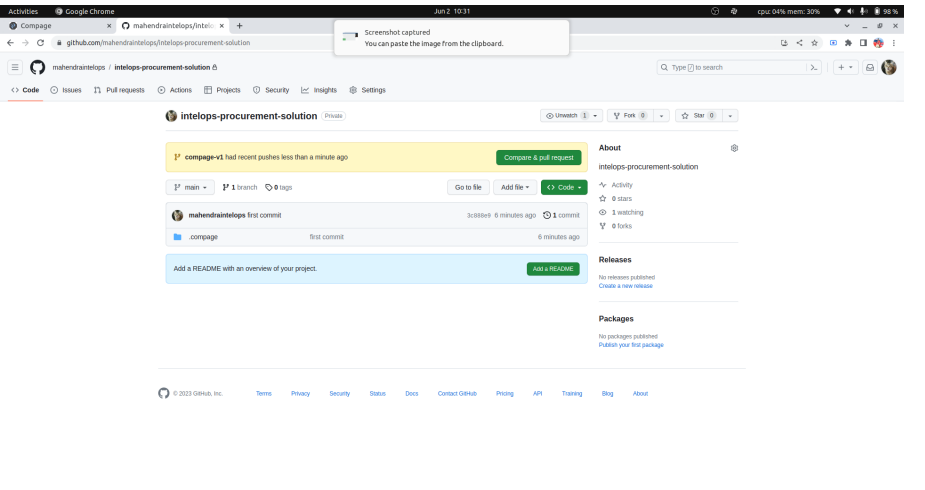 Activities Google Chrome Jun 2 10:31 cpu: 04% mem: 30% 98 %
Compage × mahendraintelops/intelo × +
Screenshot captured
You can paste the image from the clipboard.
github.com/mahendraintelops/intelops-procurement-solution
mahendraintelops / intelops-procurement-solution
Type / to search
Code Issues Pull requests Actions Projects Security Insights Settings
intelops-procurement-solution Private
Unwatch 1 Fork 0 Star 0
compage-v1 had recent pushes less than a minute ago Compare & pull request
main 1 branch 0 tags Go to file Add file Code
mahendraintelops first commit 3c888e9 6 minutes ago 1 commit
.compage first commit 6 minutes ago
Add a README with an overview of your project. Add a README
About
intelops-procurement-solution
Activity
0 stars
1 watching
0 forks
Releases
No releases published
Create a new release
Packages
No packages published
Publish your first package
© 2023 GitHub, Inc. Terms Privacy Security Status Docs Contact GitHub Pricing API Training Blog About